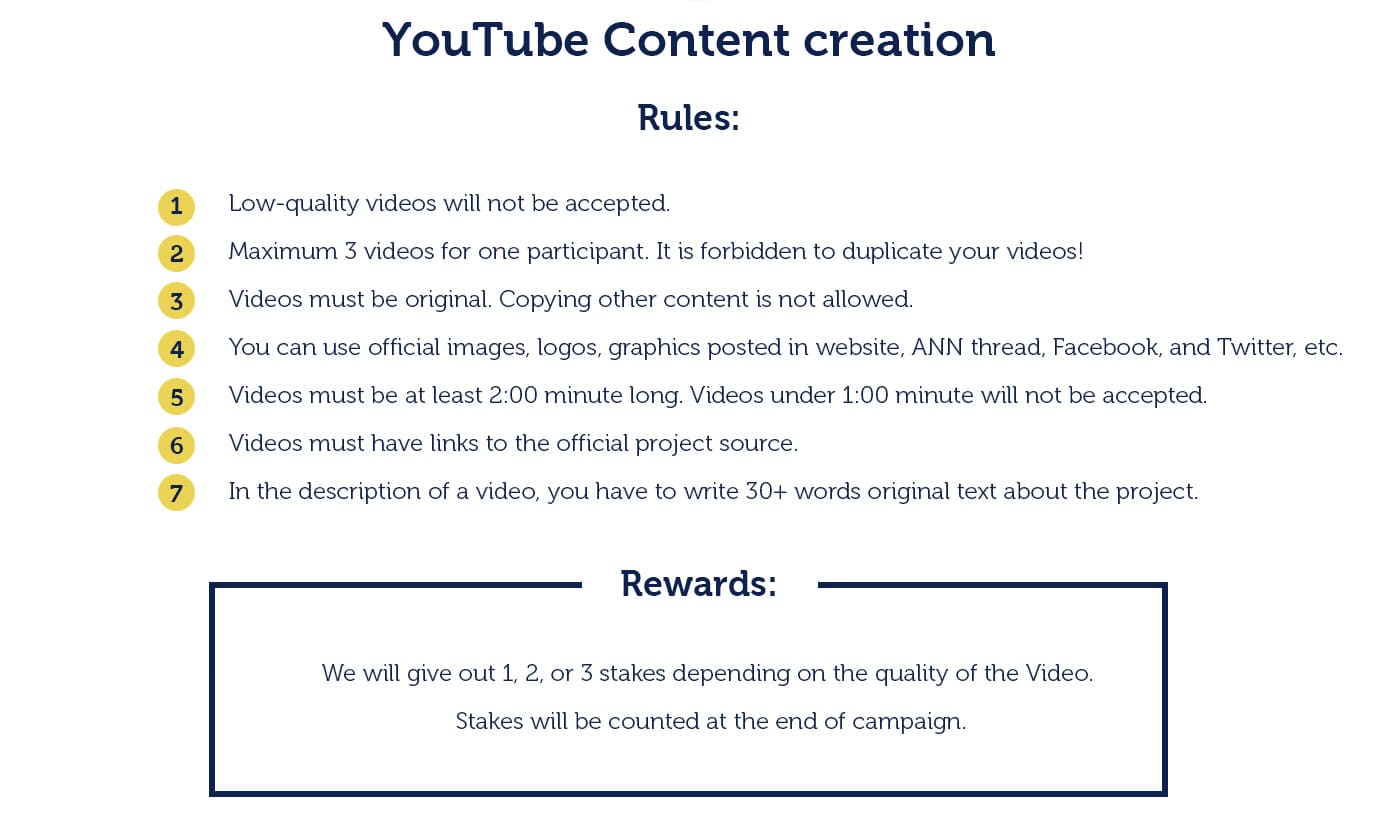 YouTube Content creation
Rules:
1 Low-quality videos will not be accepted.
2 Maximum 3 videos for one participant. It is forbidden to duplicate your videos!
3 Videos must be original. Copying other content is not allowed.
4 You can use official images, logos, graphics posted in website, ANN thread, Facebook, and Twitter, etc.
5 Videos must be at least 2:00 minute long. Videos under 1:00 minute will not be accepted.
6 Videos must have links to the official project source.
7 In the description of a video, you have to write 30+ words original text about the project.
Rewards:
We will give out 1, 2, or 3 stakes depending on the quality of the Video.
Stakes will be counted at the end of campaign.